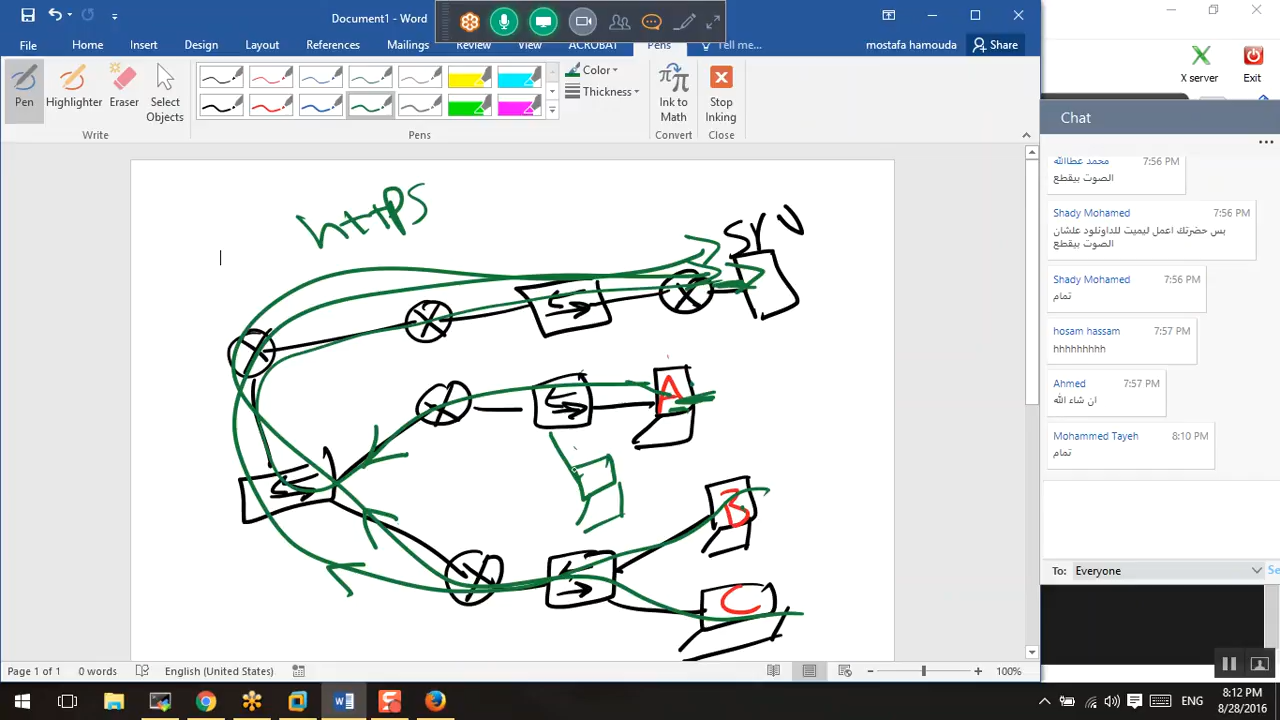 Document1 - Word
File
Home
Insert
Design
Layout
References
Mailings
Review
View
ACROBAT
Pens
Tell me...
mostafa hamouda
Share
Pen
Highlighter
Eraser
Select Objects
Write
Pens
Color
Thickness
Ink to Math
Convert
Stop Inking
Close
X server
Exit
https
srv
A
B
C
Chat
محمد عطاالله 7:56 PM
الصوت بيقطع
Shady Mohamed 7:56 PM
بس حضرتك اعمل ليميت للداونلود علشان
الصوت بيقطع
Shady Mohamed 7:56 PM
تمام
hosam hassam 7:57 PM
hhhhhhhhh
Ahmed 7:57 PM
ان شاء الله
Mohammed Tayeh 8:10 PM
تمام
To: Everyone Se
Page 1 of 1 0 words English (United States) 100%
ENG
8:12 PM
8/28/2016